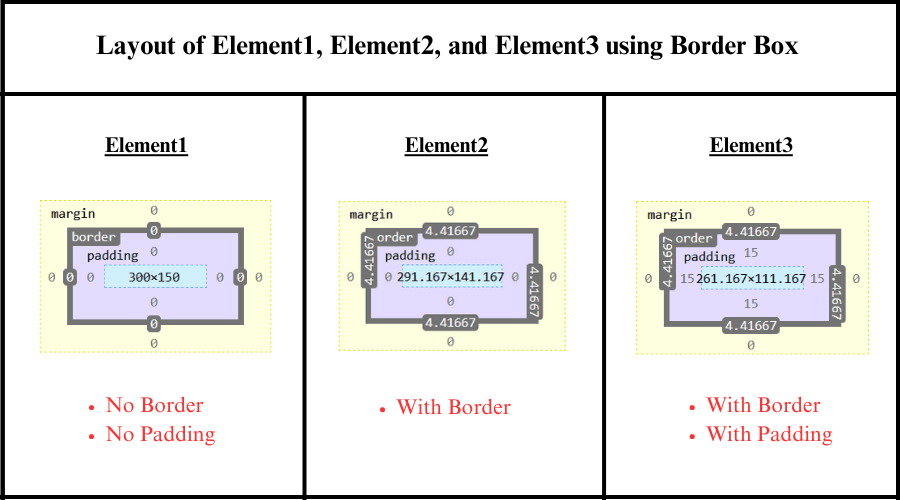 Layout of Element1, Element2, and Element3 using Border Box
Element1
margin
0
0
border
padding
0
0 0 0 300×150 0 0 0
0
0
0
No Border
No Padding
Element2
margin
0
4.41667
order
padding
0
0 4.41667 0 291.167×141.167 0 4.41667 0
0
4.41667
0
With Border
Element3
margin
0
4.41667
order
padding
15
0 4.41667 15 261.167×111.167 15 4.41667 0
15
4.41667
0
With Border
With Padding